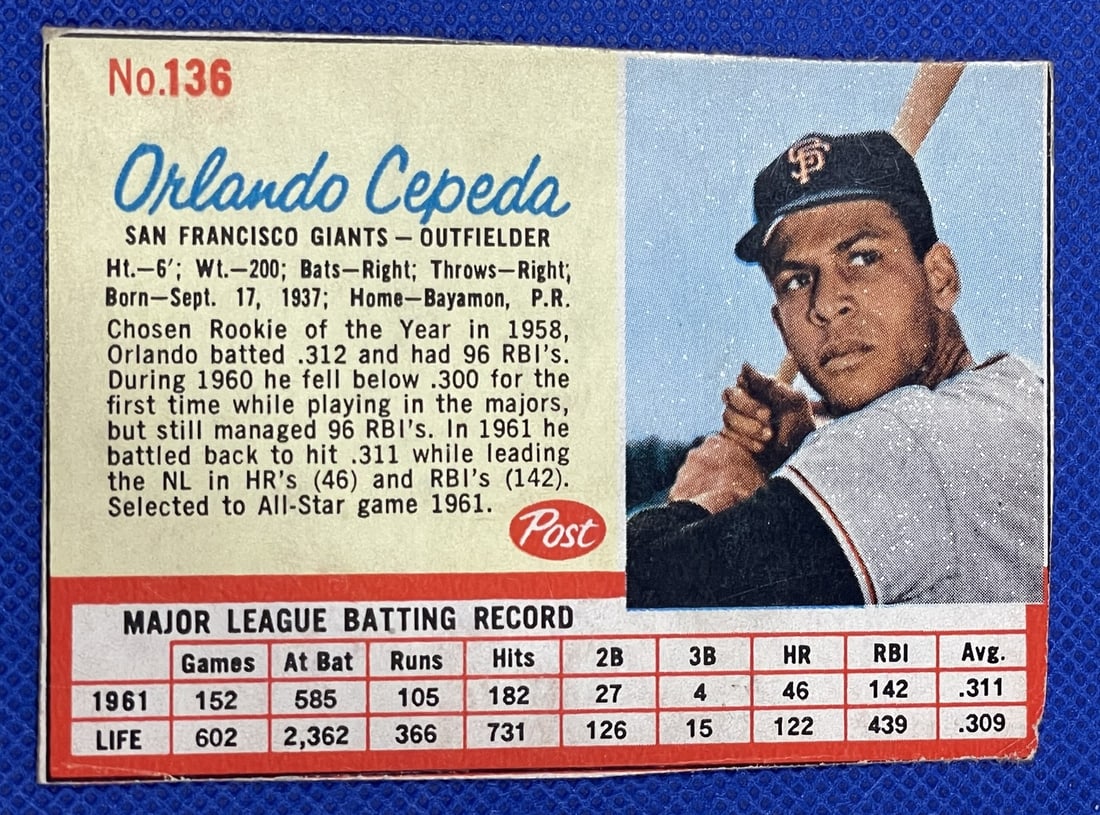 No.136
Orlando Cepeda
SAN FRANCISCO GIANTS — OUTFIELDER
Ht.—6'; Wt.—200; Bats—Right; Throws—Right;
Born—Sept. 17, 1937; Home—Bayamon, P.R.
Chosen Rookie of the Year in 1958,
Orlando batted .312 and had 96 RBI's.
During 1960 he fell below .300 for the
first time while playing in the majors,
but still managed 96 RBI's. In 1961 he
battled back to hit .311 while leading
the NL in HR's (46) and RBI's (142).
Selected to All-Star game 1961.
Post
SF
MAJOR LEAGUE BATTING RECORD
Games At Bat Runs Hits 2B 3B HR RBI Avg.
1961 152 585 105 182 27 4 46 142 .311
LIFE 602 2,362 366 731 126 15 122 439 .309